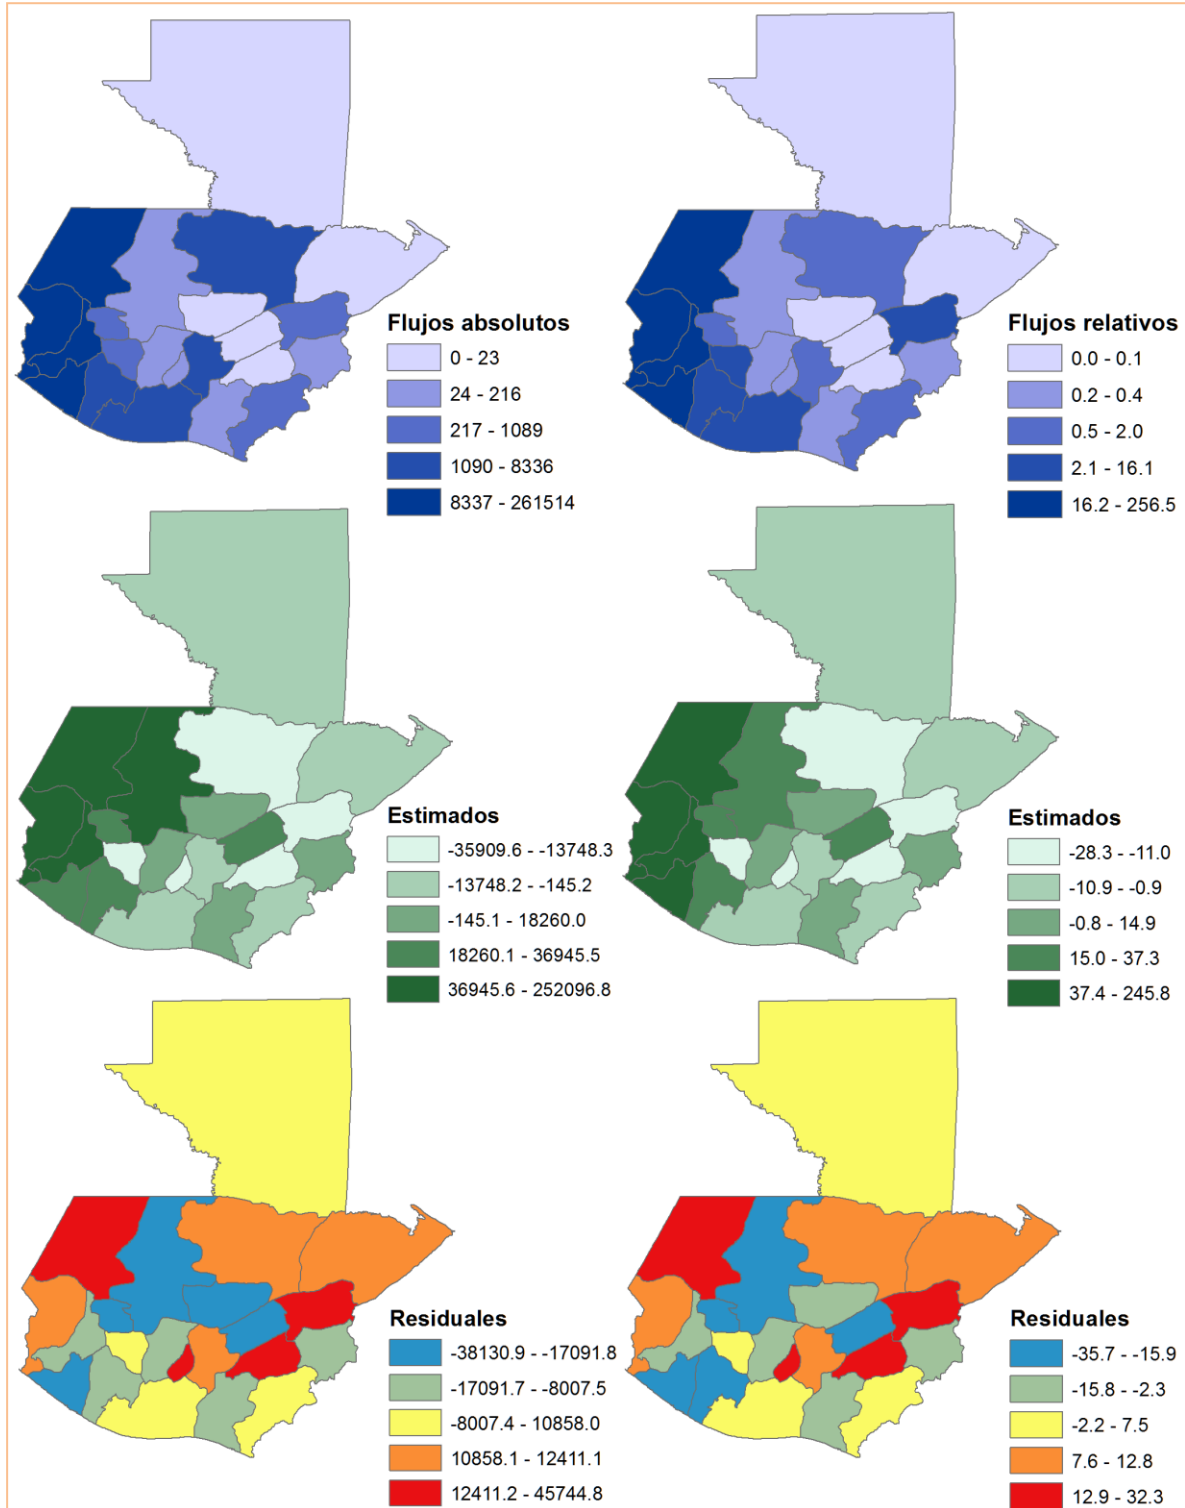 Flujos absolutos
0 - 23
24 - 216
217 - 1089
1090 - 8336
8337 - 261514
Flujos relativos
0.0 - 0.1
0.2 - 0.4
0.5 - 2.0
2.1 - 16.1
16.2 - 256.5
Estimados
-35909.6 - -13748.3
-13748.2 - -145.2
-145.1 - 18260.0
18260.1 - 36945.5
36945.6 - 252096.8
Estimados
-28.3 - -11.0
-10.9 - -0.9
-0.8 - 14.9
15.0 - 37.3
37.4 - 245.8
Residuales
-38130.9 - -17091.8
-17091.7 - -8007.5
-8007.4 - 10858.0
10858.1 - 12411.1
12411.2 - 45744.8
Residuales
-35.7 - -15.9
-15.8 - -2.3
-2.2 - 7.5
7.6 - 12.8
12.9 - 32.3